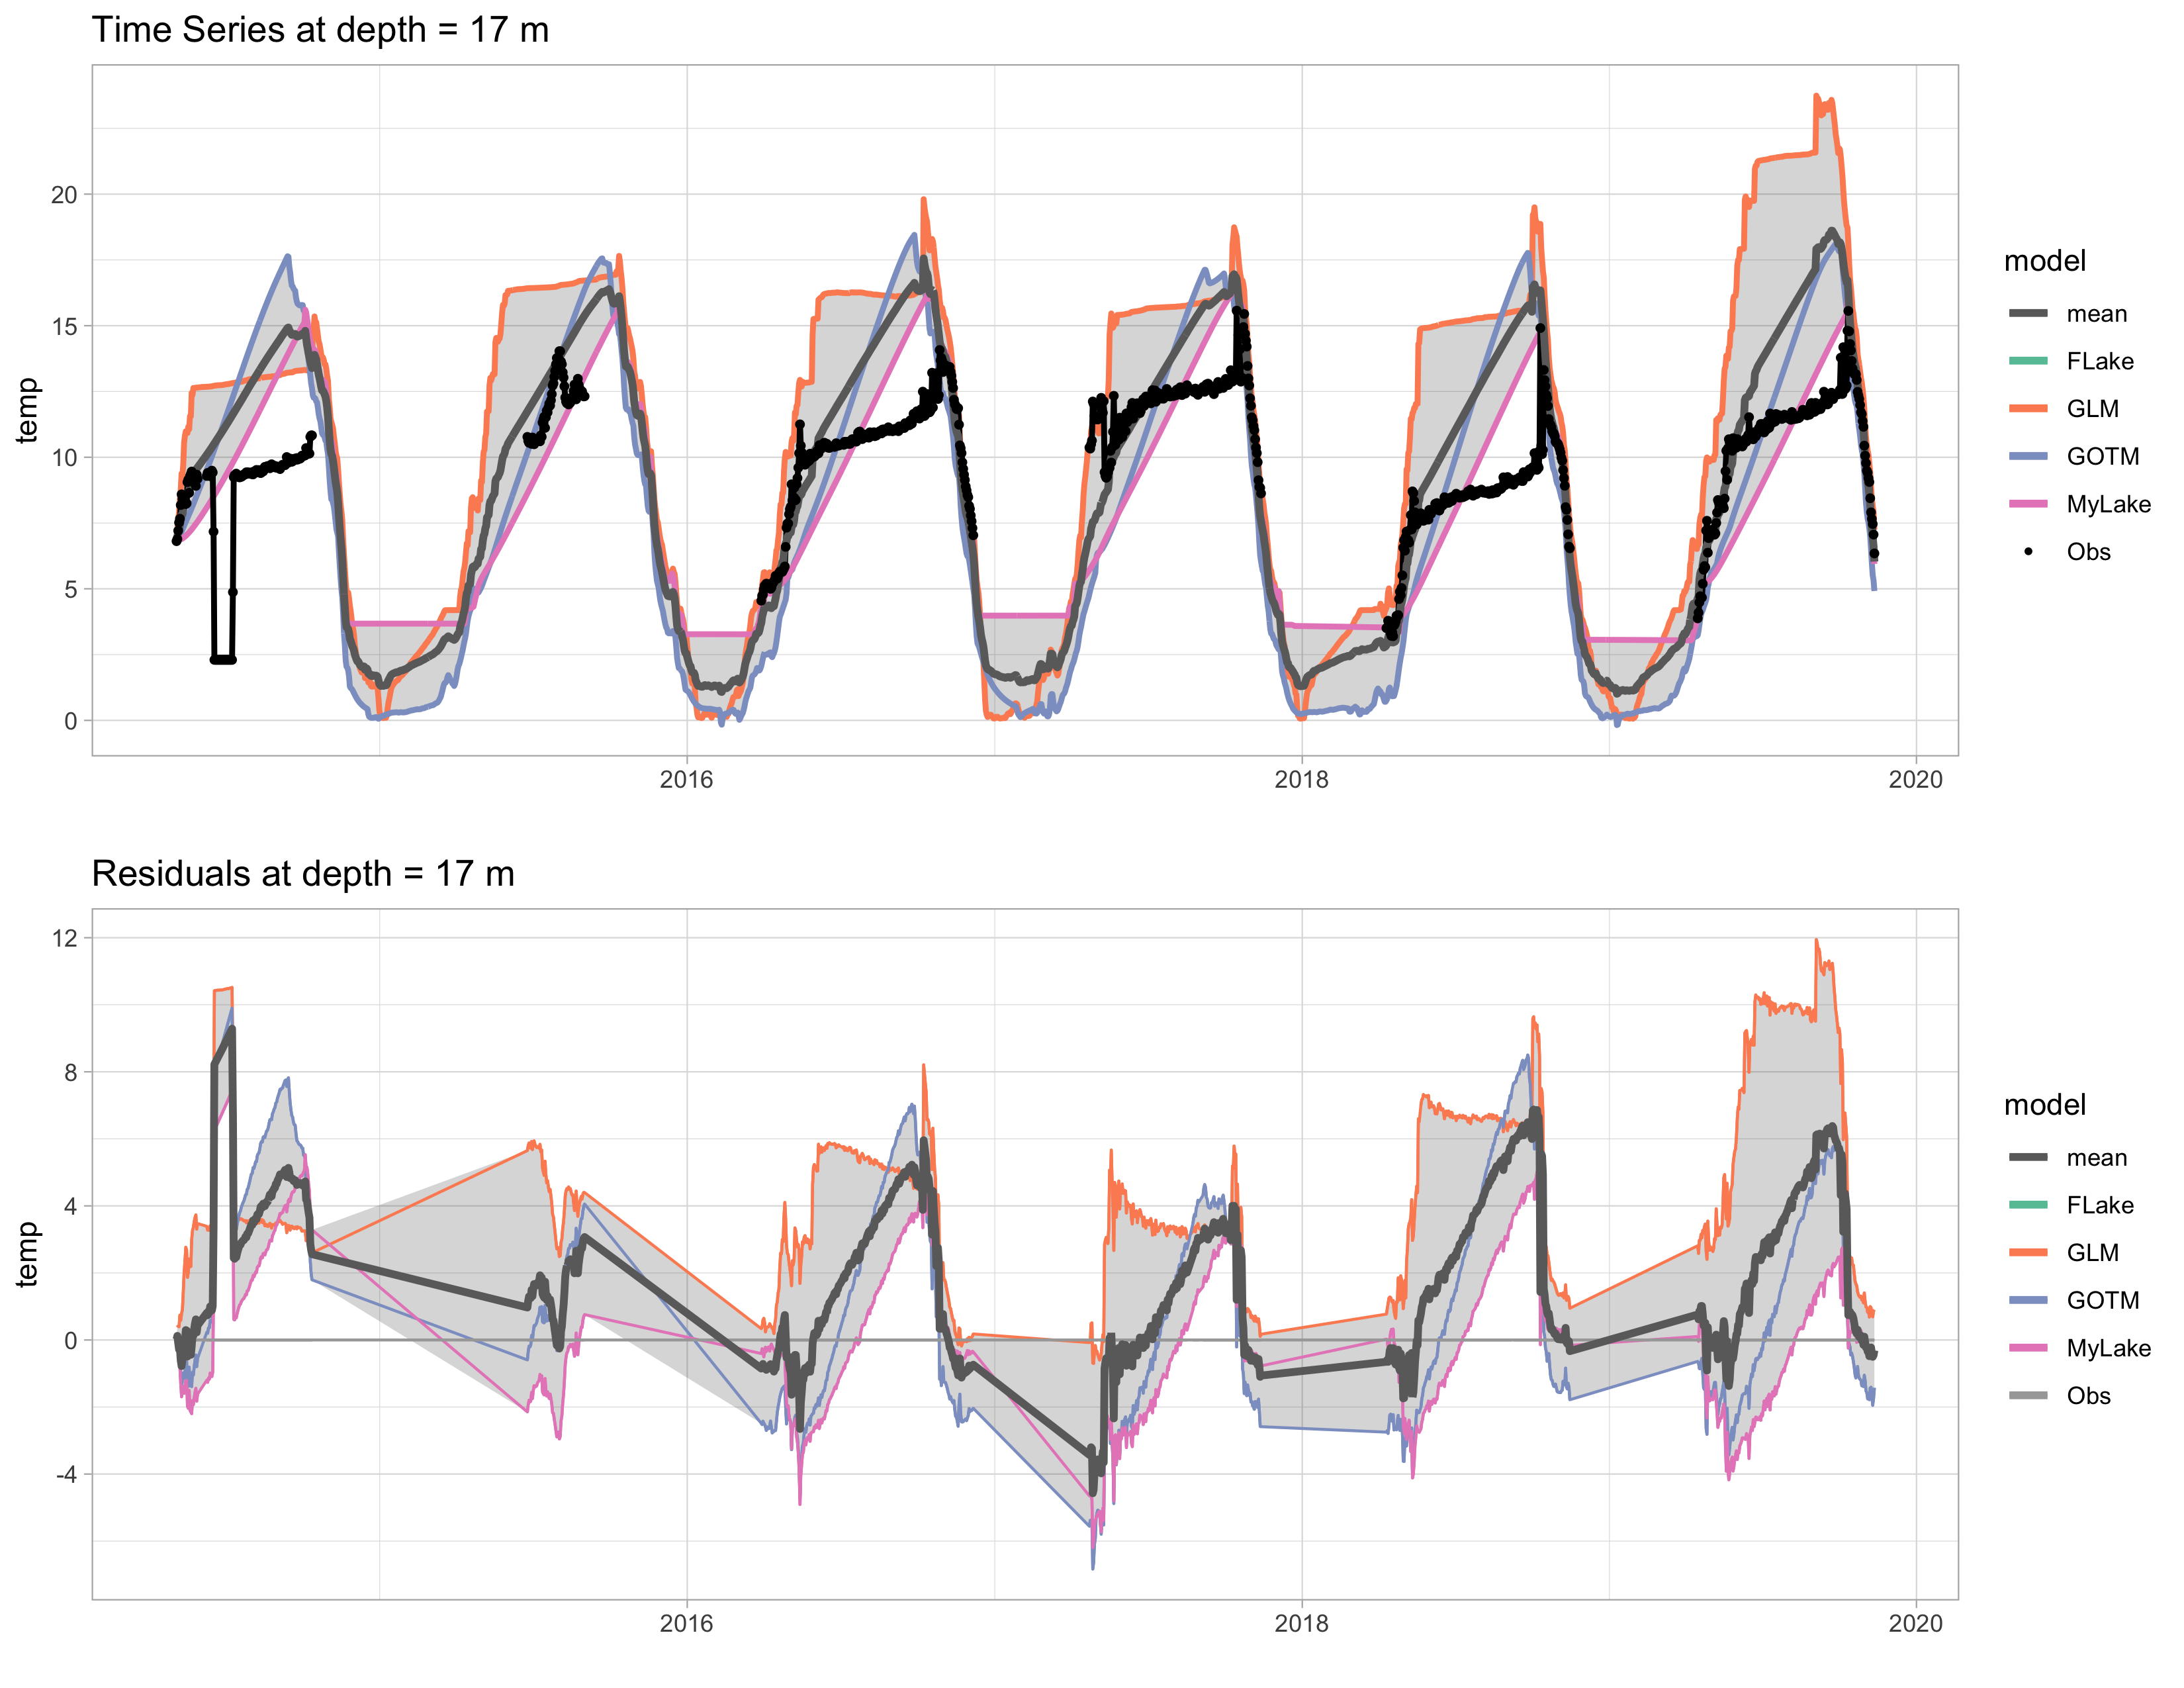 Time Series at depth = 17 m
temp
20
15
10
5
0
2016
2018
2020
model
mean
FLake
GLM
GOTM
MyLake
Obs
Residuals at depth = 17 m
temp
12
8
4
0
-4
2016
2018
2020
model
mean
FLake
GLM
GOTM
MyLake
Obs